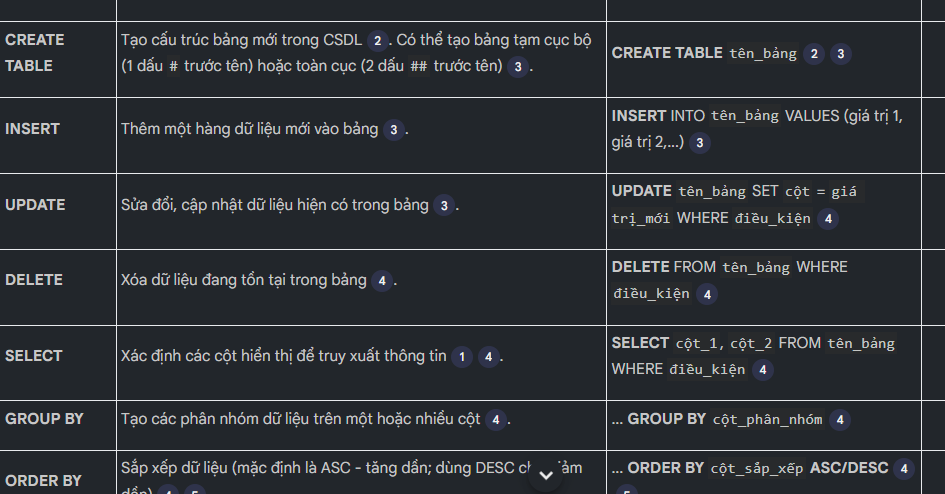 CREATE
TABLE
Tạo cấu trúc bảng mới trong CSDL 2 . Có thể tạo bảng tạm cục bộ
(1 dấu # trước tên) hoặc toàn cục (2 dấu ## trước tên) 3 .
CREATE TABLE tên_bảng 2 3
INSERT
Thêm một hàng dữ liệu mới vào bảng 3 .
INSERT INTO tên_bảng VALUES (giá trị 1,
giá trị 2,...) 3
UPDATE
Sửa đổi, cập nhật dữ liệu hiện có trong bảng 3 .
UPDATE tên_bảng SET cột = giá
trị_mới WHERE điều_kiện 4
DELETE
Xóa dữ liệu đang tồn tại trong bảng 4 .
DELETE FROM tên_bảng WHERE
điều_kiện 4
SELECT
Xác định các cột hiển thị để truy xuất thông tin 1 4 .
SELECT cột_1, cột_2 FROM tên_bảng
WHERE điều_kiện 4
GROUP BY
Tạo các phân nhóm dữ liệu trên một hoặc nhiều cột 4 .
... GROUP BY cột_phân_nhóm 4
ORDER BY
Sắp xếp dữ liệu (mặc định là ASC - tăng dần; dùng DESC
dần) 4 5
... ORDER BY cột_sắp_xếp ASC/DESC 4
5